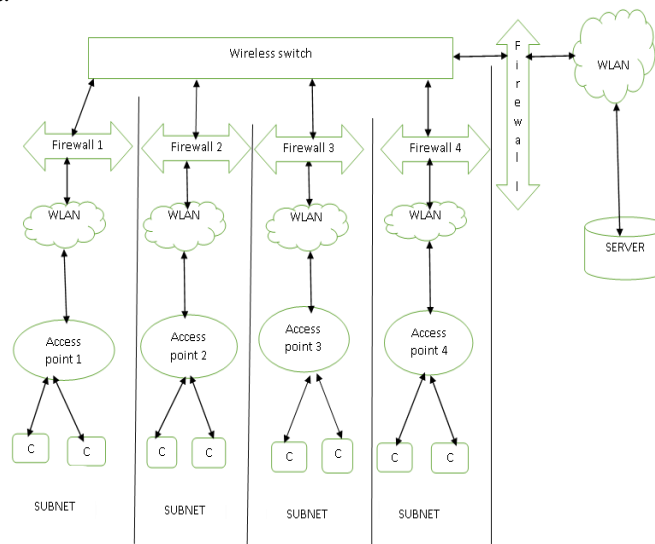 Wireless switch
F
i
r
e
w
a
l
l
WLAN
Firewall 1
Firewall 2
Firewall 3
Firewall 4
WLAN
WLAN
WLAN
WLAN
SERVER
Access
point 1
Access
point 2
Access
point 3
Access
point 4
C
C
C
C
C
C
C
C
SUBNET
SUBNET
SUBNET
SUBNET